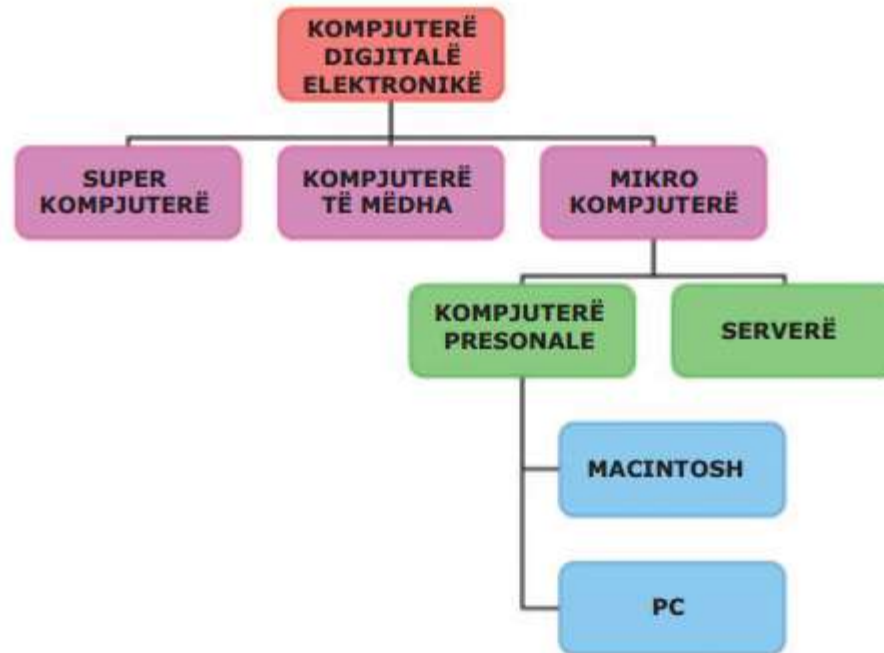 KOMPJUTERË
DIGJITALË
ELEKTRONIKË
SUPER
KOMPJUTERË
KOMPJUTERË
TË MËDHA
MIKRO
KOMPJUTERË
KOMPJUTERË
PRESONALE
SERVERË
MACINTOSH
PC